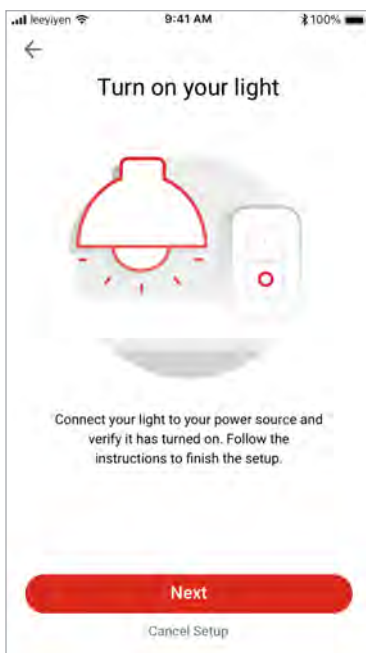 leeyiyen 9:41 AM 100%
Turn on your light
Connect your light to your power source and
verify it has turned on. Follow the
instructions to finish the setup.
Next
Cancel Setup